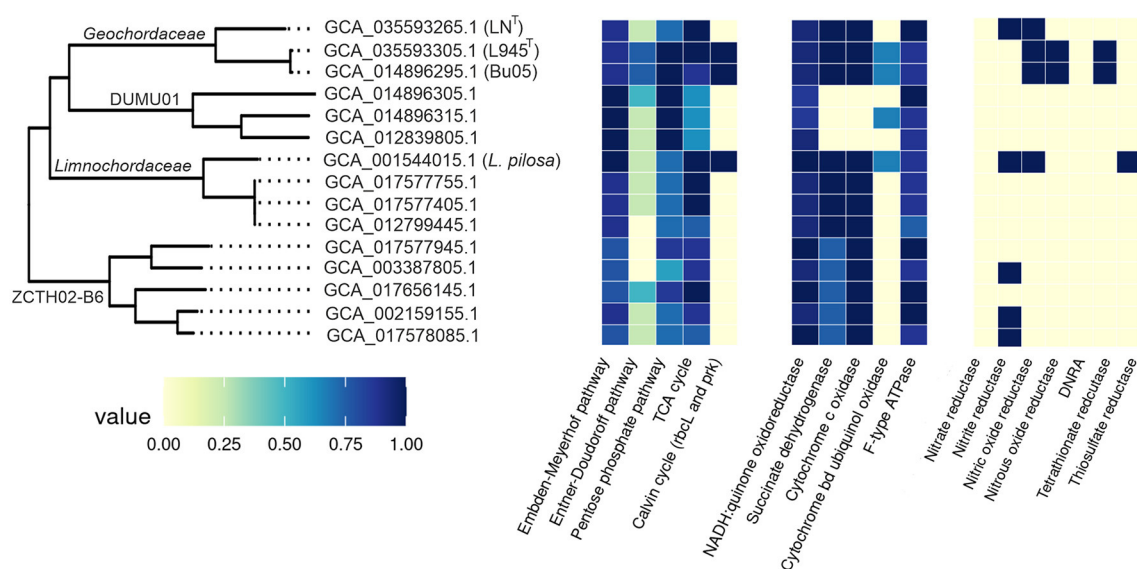 Geochordaceae
GCA_035593265.1 (LNT)
GCA_035593305.1 (L945T)
GCA_014896295.1 (Bu05)
DUMU01
GCA_014896305.1
GCA_014896315.1
GCA_012839805.1
Limnochordaceae
GCA_001544015.1 (L. pilosa)
GCA_017577755.1
GCA_017577405.1
GCA_012799445.1
GCA_017577945.1
GCA_003387805.1
ZCTH02-B6
GCA_017656145.1
GCA_002159155.1
GCA_017578085.1
value
0.00 0.25 0.50 0.75 1.00
Embden-Meyerhof pathway
Entner-Doudoroff pathway
Pentose phosphate pathway
TCA cycle
Calvin cycle (rbcL and prk)
NADH:quinone oxidoreductase
Succinate dehydrogenase
Cytochrome c oxidase
Cytochrome bd ubiquinol oxidase
F-type ATPase
Nitrate reductase
Nitrite reductase
Nitric oxide reductase
Nitrous oxide reductase
DNRA
Tetrathionate redcutase
Thiosulfate reductase